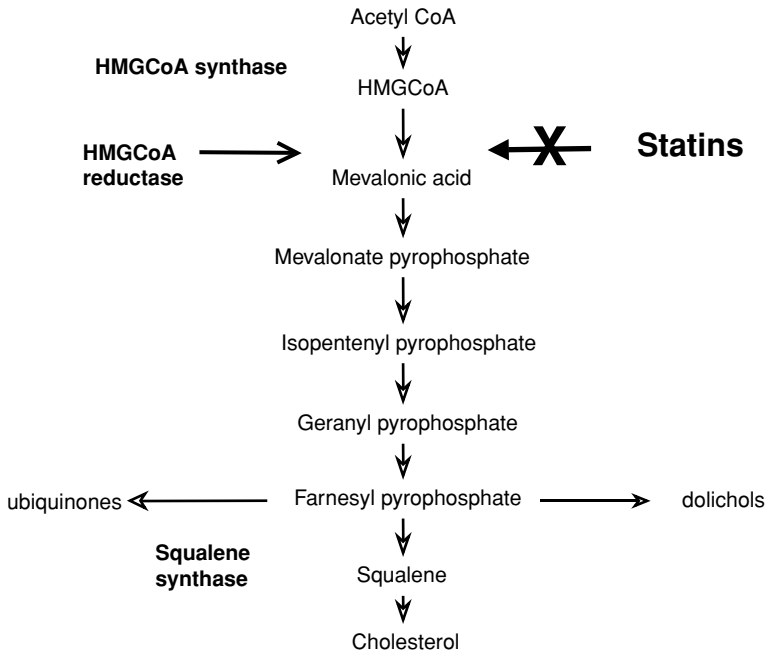 Acetyl CoA
HMGCoA synthase
HMGCoA
HMGCoA
reductase
X
Statins
Mevalonic acid
Mevalonate pyrophosphate
Isopentenyl pyrophosphate
Geranyl pyrophosphate
ubiquinones
Farnesyl pyrophosphate
dolichols
Squalene
synthase
Squalene
Cholesterol